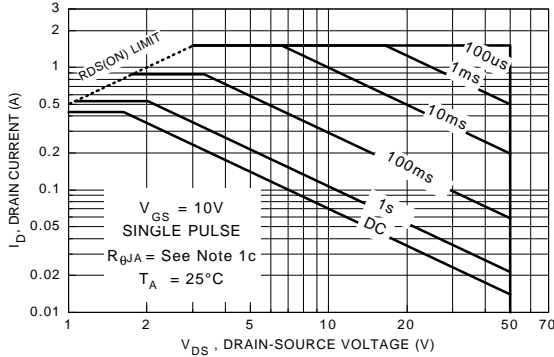 3
2
1
0.5
0.2
0.1
0.05
0.02
0.01
I_D, DRAIN CURRENT (A)
RDS(ON) LIMIT
100us
1ms
10ms
100ms
1s
DC
V_GS = 10V
SINGLE PULSE
R_θJA = See Note 1c
T_A = 25°C
1 2 3 5 10 20 30 50 70
V_DS, DRAIN-SOURCE VOLTAGE (V)